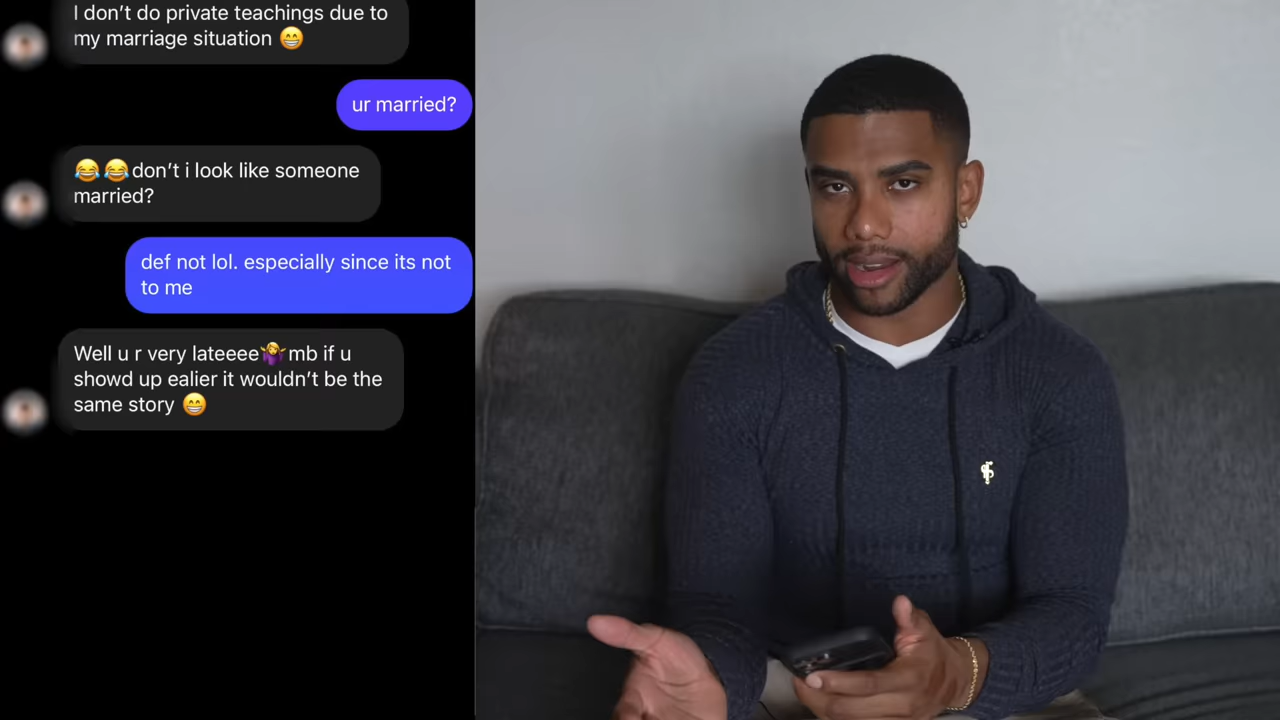 I don’t do private teachings due to
my marriage situation 😁
ur married?
😂😂don’t i look like someone
married?
def not lol. especially since its not
to me
Well u r very lateeee🤷‍♀️mb if u
showd up ealier it wouldn’t be the
same story 😁